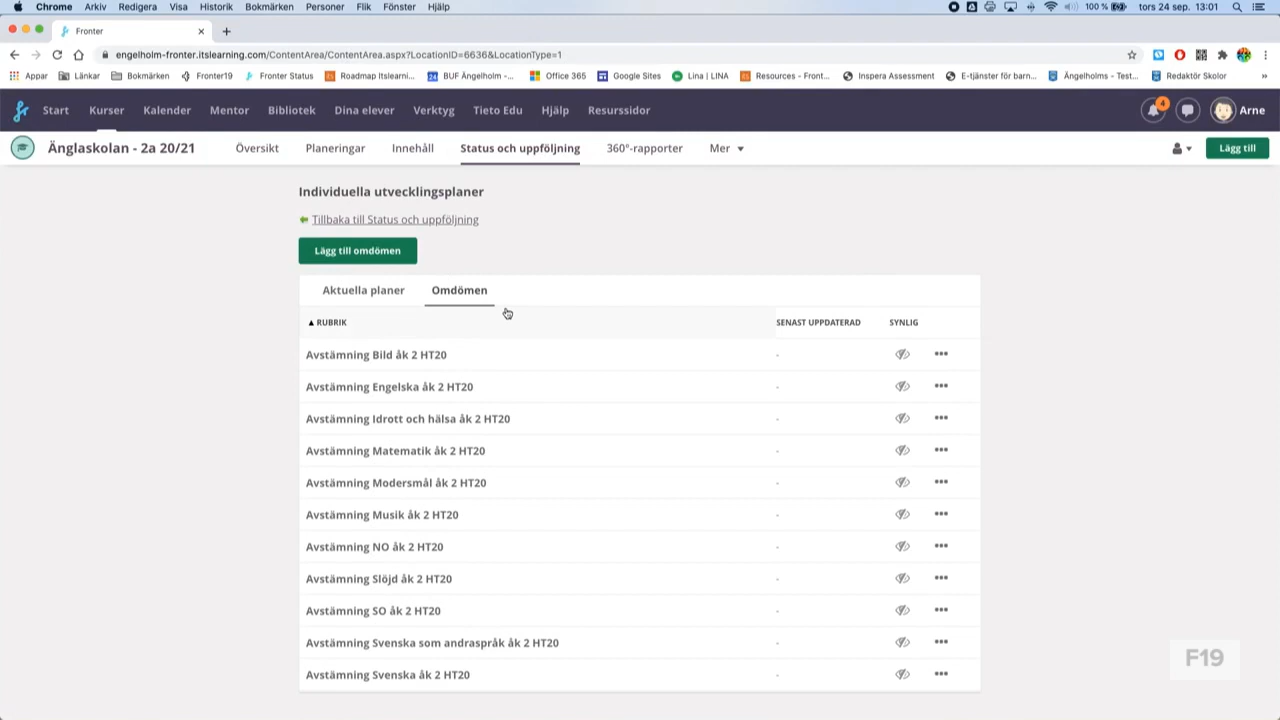 Chrome Arkiv Redigera Visa Historik Bokmärken Personer Flik Fönster Hjälp 100 % tors 24 sep. 13:01
Fronter
engelholm-fronter.itslearning.com/ContentArea/ContentArea.aspx?LocationID=6636&LocationType=1
Appar Länkar Bokmärken Fronter19 Fronter Status Roadmap Itslearni... BUF Ängelholm -... Office 365 Google Sites Lina | LINA Resources - Front... Inspera Assessment E-tjänster för barn... Ängelholms - Test... Redaktör Skolor »
Start Kurser Kalender Mentor Bibliotek Dina elever Verktyg Tieto Edu Hjälp Resurssidor 4 Arne
Änglaskolan - 2a 20/21 Översikt Planeringar Innehåll Status och uppföljning 360°-rapporter Mer Lägg till
Individuella utvecklingsplaner
Tillbaka till Status och uppföljning
Lägg till omdömen
Aktuella planer Omdömen
▲ RUBRIK SENAST UPPDATERAD SYNLIG
Avstämning Bild åk 2 HT20 -
Avstämning Engelska åk 2 HT20 -
Avstämning Idrott och hälsa åk 2 HT20 -
Avstämning Matematik åk 2 HT20 -
Avstämning Modersmål åk 2 HT20 -
Avstämning Musik åk 2 HT20 -
Avstämning NO åk 2 HT20 -
Avstämning Slöjd åk 2 HT20 -
Avstämning SO åk 2 HT20 -
Avstämning Svenska som andraspråk åk 2 HT20 -
Avstämning Svenska åk 2 HT20 -
F19